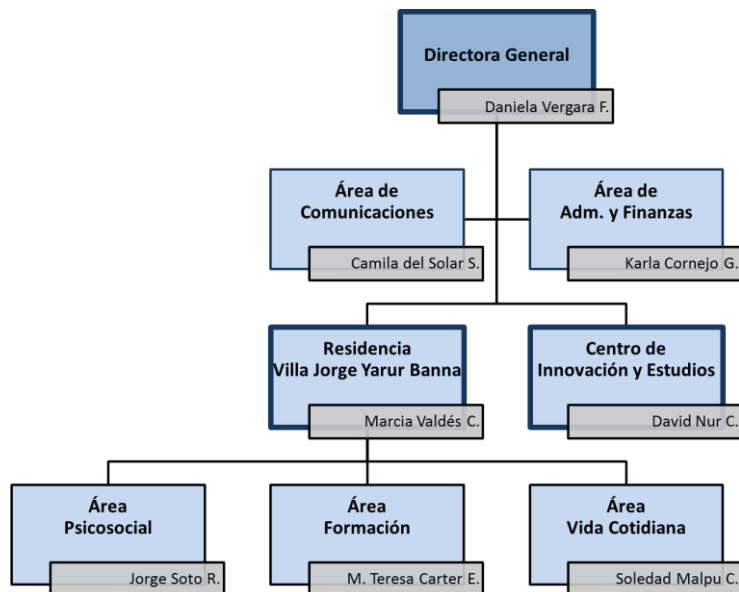 Directora General
Daniela Vergara F.
Área de
Comunicaciones
Camila del Solar S.
Área de
Adm. y Finanzas
Karla Cornejo G.
Residencia
Villa Jorge Yarur Banna
Marcia Valdés C.
Centro de
Innovación y Estudios
David Nur C.
Área
Psicosocial
Jorge Soto R.
Área
Formación
M. Teresa Carter E.
Área
Vida Cotidiana
Soledad Malpu C.